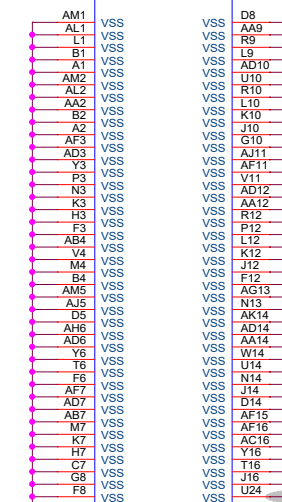 AM1 VSS VSS D8
AL1 VSS VSS AA9
L1 VSS VSS R9
B1 VSS VSS L9
A1 VSS VSS AD10
AM2 VSS VSS U10
AL2 VSS VSS R10
AA2 VSS VSS L10
B2 VSS VSS K10
A2 VSS VSS J10
AF3 VSS VSS G10
AD3 VSS VSS AJ11
Y3 VSS VSS AF11
P3 VSS VSS V11
N3 VSS VSS AD12
K3 VSS VSS AA12
H3 VSS VSS R12
F3 VSS VSS P12
AB4 VSS VSS L12
V4 VSS VSS K12
M4 VSS VSS J12
B4 VSS VSS F12
AM5 VSS VSS AG13
AJ5 VSS VSS N13
D5 VSS VSS AK14
AH6 VSS VSS AD14
AD6 VSS VSS AA14
Y6 VSS VSS W14
T6 VSS VSS U14
F6 VSS VSS N14
AF7 VSS VSS J14
AD7 VSS VSS D14
AB7 VSS VSS AF15
M7 VSS VSS AF16
K7 VSS VSS AC16
H7 VSS VSS Y16
C7 VSS VSS T16
G8 VSS VSS J16
F8 VSS VSS U24